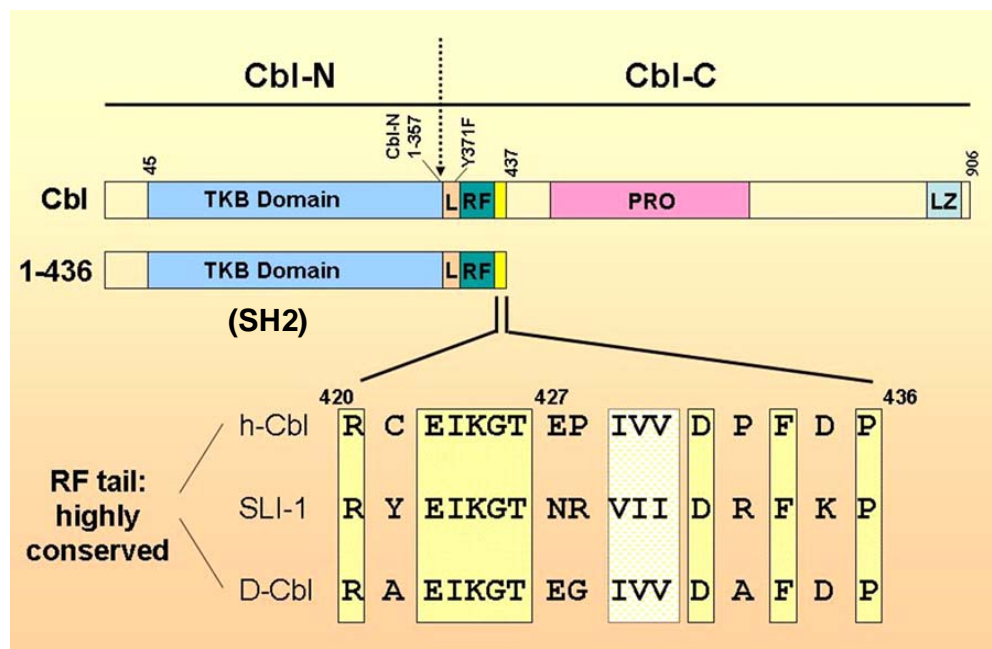 Cbl-N Cbl-C
Cbl-N
1-357
Y371F
45 437 906
Cbl TKB Domain L RF PRO LZ
1-436 TKB Domain L RF
(SH2)
420 427 436
h-Cbl R C EIKGT EP IVV D P F D P
RF tail:
highly
conserved
SLI-1 R Y EIKGT NR VII D R F K P
D-Cbl R A EIKGT EG IVV D A F D P